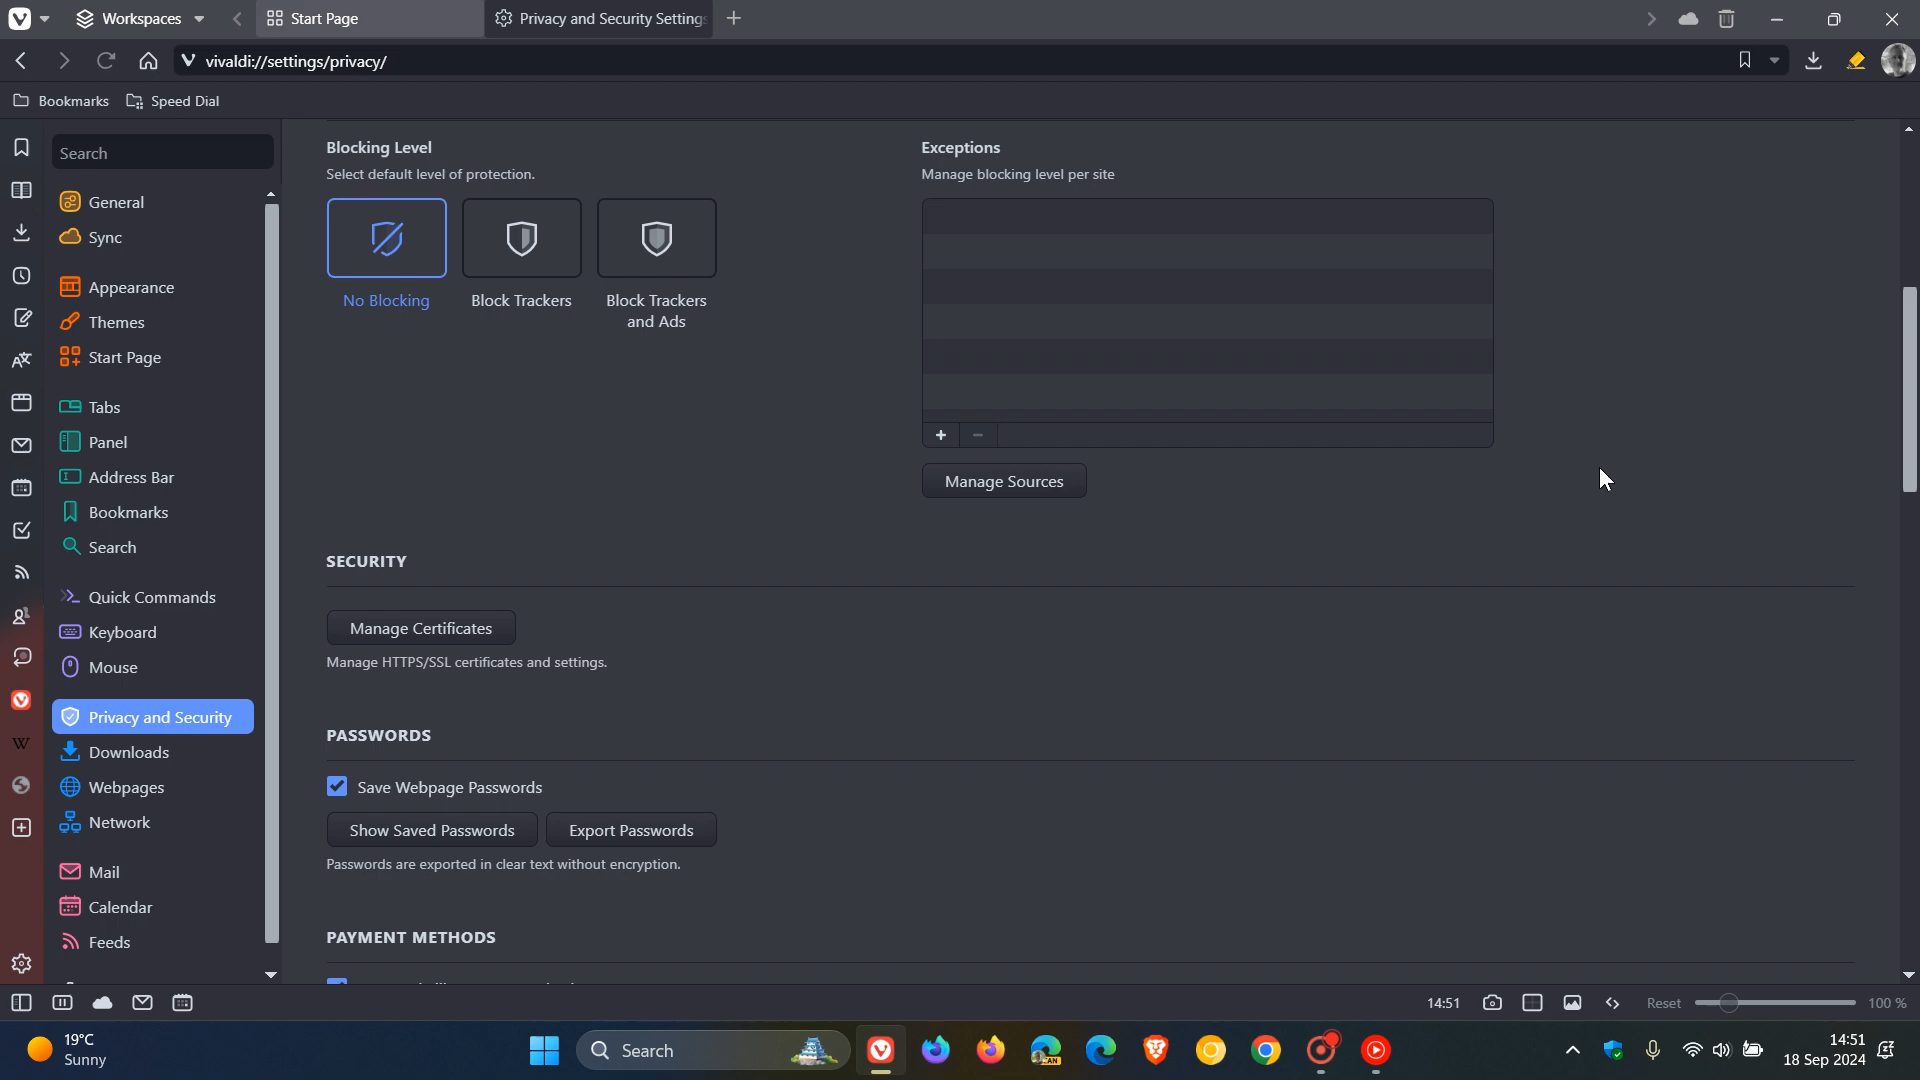 Workspaces
Start Page
Privacy and Security Settings
vivaldi://settings/privacy/
Bookmarks
Speed Dial
Search
General
Sync
Appearance
Themes
Start Page
Tabs
Panel
Address Bar
Bookmarks
Search
Quick Commands
Keyboard
Mouse
Privacy and Security
Downloads
Webpages
Network
Mail
Calendar
Feeds
Blocking Level
Select default level of protection.
No Blocking
Block Trackers
Block Trackers
and Ads
Exceptions
Manage blocking level per site
Manage Sources
SECURITY
Manage Certificates
Manage HTTPS/SSL certificates and settings.
PASSWORDS
Save Webpage Passwords
Show Saved Passwords
Export Passwords
Passwords are exported in clear text without encryption.
PAYMENT METHODS
14:51
Reset
100 %
19°C
Sunny
Search
CAN
14:51
18 Sep 2024